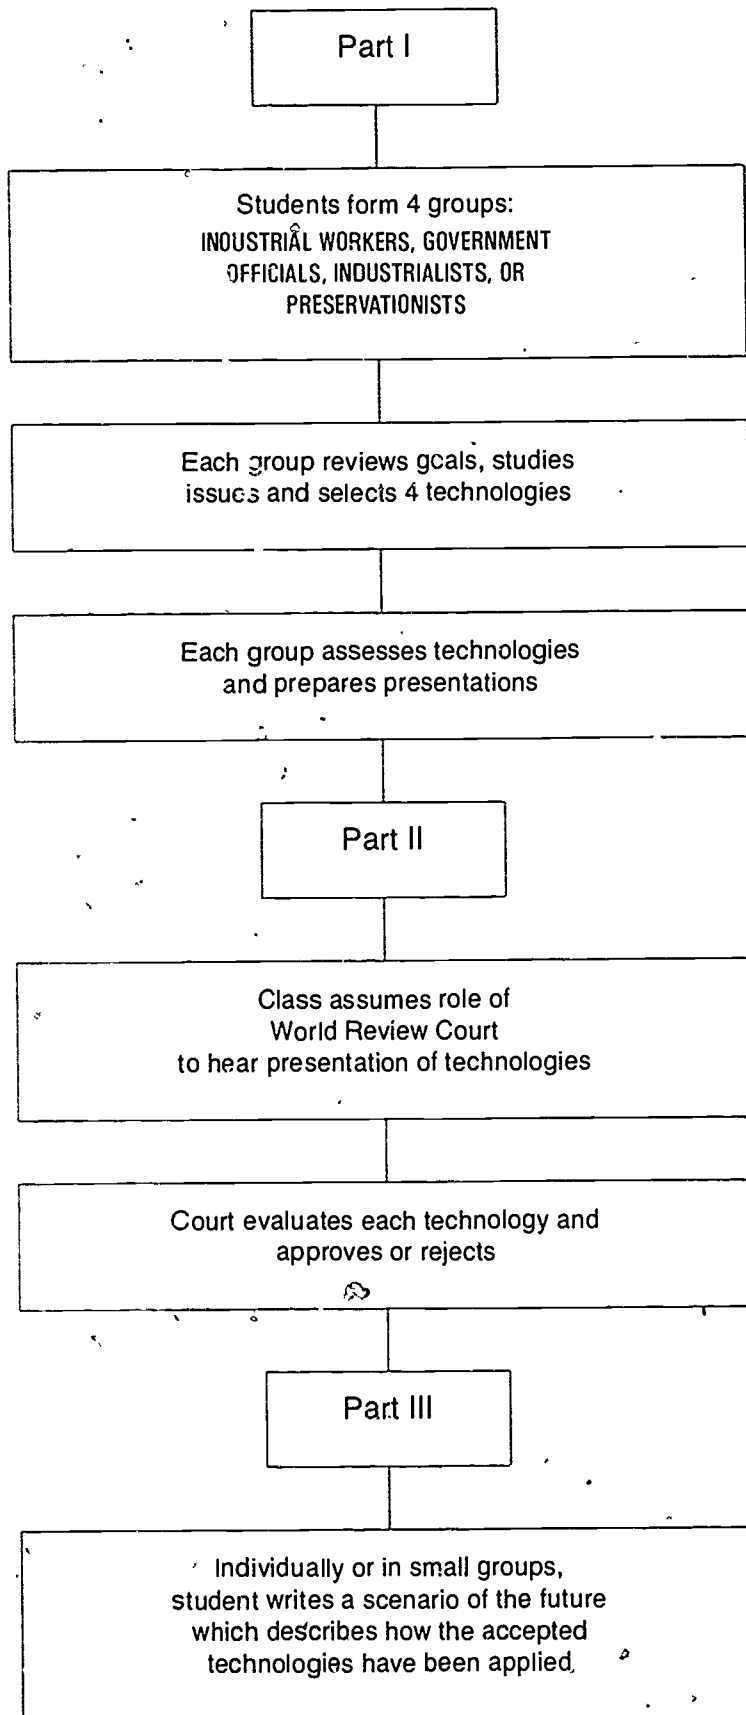 Part I
Students form 4 groups:
INDUSTRIAL WORKERS, GOVERNMENT
OFFICIALS, INDUSTRIALISTS, OR
PRESERVATIONISTS
Each group reviews goals, studies
issues and selects 4 technologies
Each group assesses technologies
and prepares presentations
Part II
Class assumes role of
World Review Court
to hear presentation of technologies
Court evaluates each technology and
approves or rejects
Part III
Individually or in small groups,
student writes a scenario of the future
which describes how the accepted
technologies have been applied.